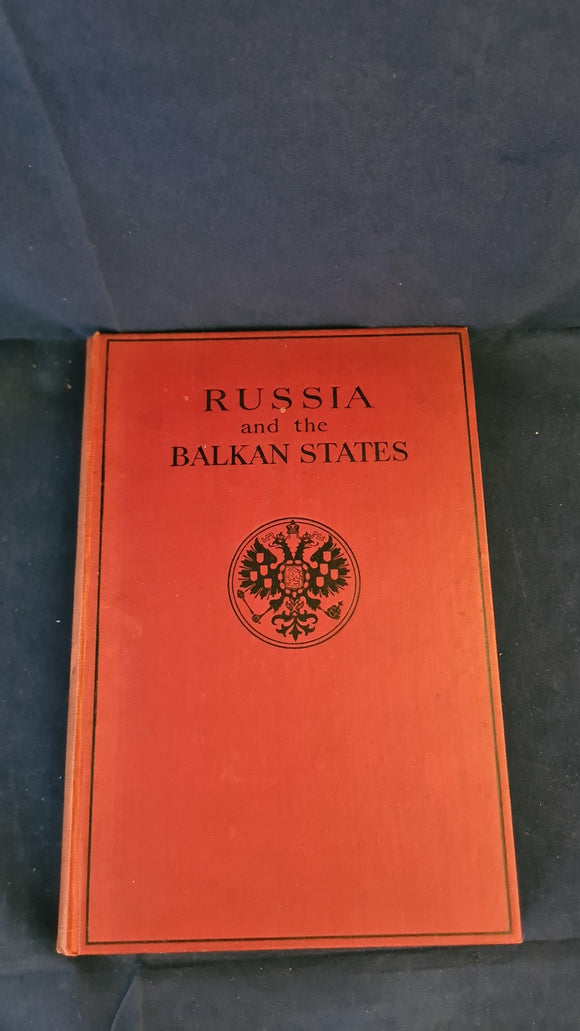 RUSSIA
and the
BALKAN STATES